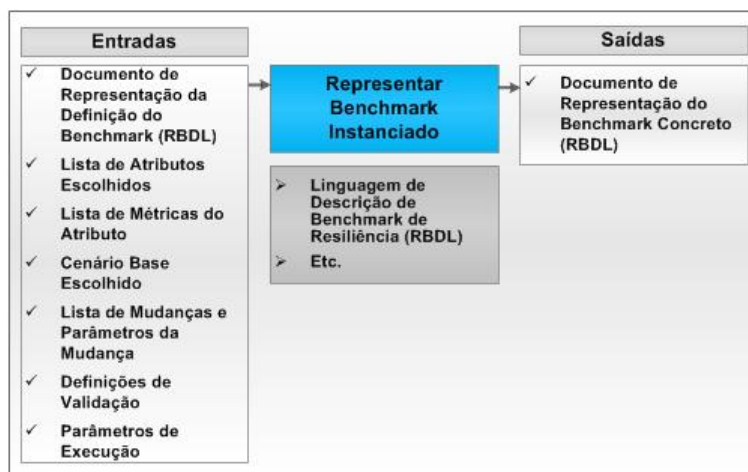 Entradas
Documento de
Representação da
Definição do
Benchmark (RBDL)
Lista de Atributos
Escolhidos
Lista de Métricas do
Atributo
Cenário Base
Escolhido
Lista de Mudanças e
Parâmetros da
Mudança
Definições de
Validação
Parâmetros de
Execução
Representar
Benchmark
Instanciado
Linguagem de
Descrição de
Benchmark de
Resiliência (RBDL)
Etc.
Saídas
Documento de
Representação do
Benchmark Concreto
(RBDL)